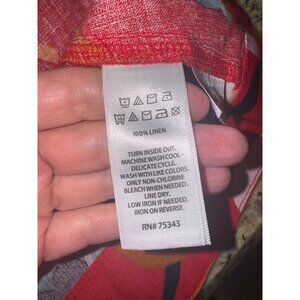 100% LINEN
TURN INSIDE OUT.
MACHINE WASH COOL -
DELICATE CYCLE.
WASH WITH LIKE COLORS.
ONLY NON-CHLORINE
BLEACH WHEN NEEDED.
LINE DRY.
LOW IRON IF NEEDED.
IRON ON REVERSE.
RN# 75343